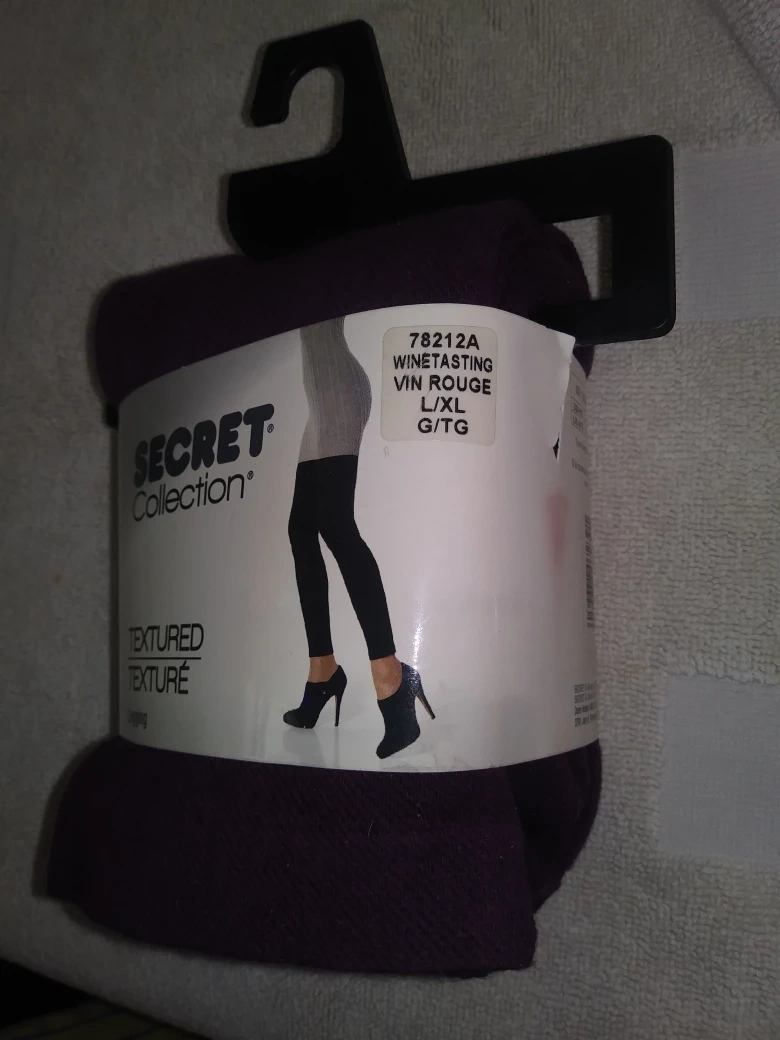 78212A
WINETASTING
VIN ROUGE
L/XL
G/TG
SECRET®
Collection®
TEXTURED
TEXTURÉ